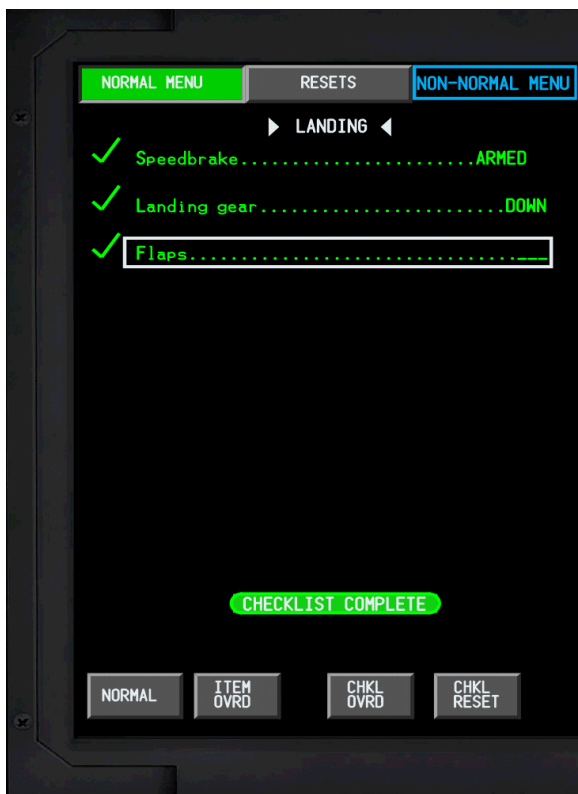 NORMAL MENU RESETS NON-NORMAL MENU
LANDING
Speedbrake.......................ARMED
Landing gear........................DOWN
Flaps................................___
CHECKLIST COMPLETE
NORMAL ITEM OVRD CHKL OVRD CHKL RESET